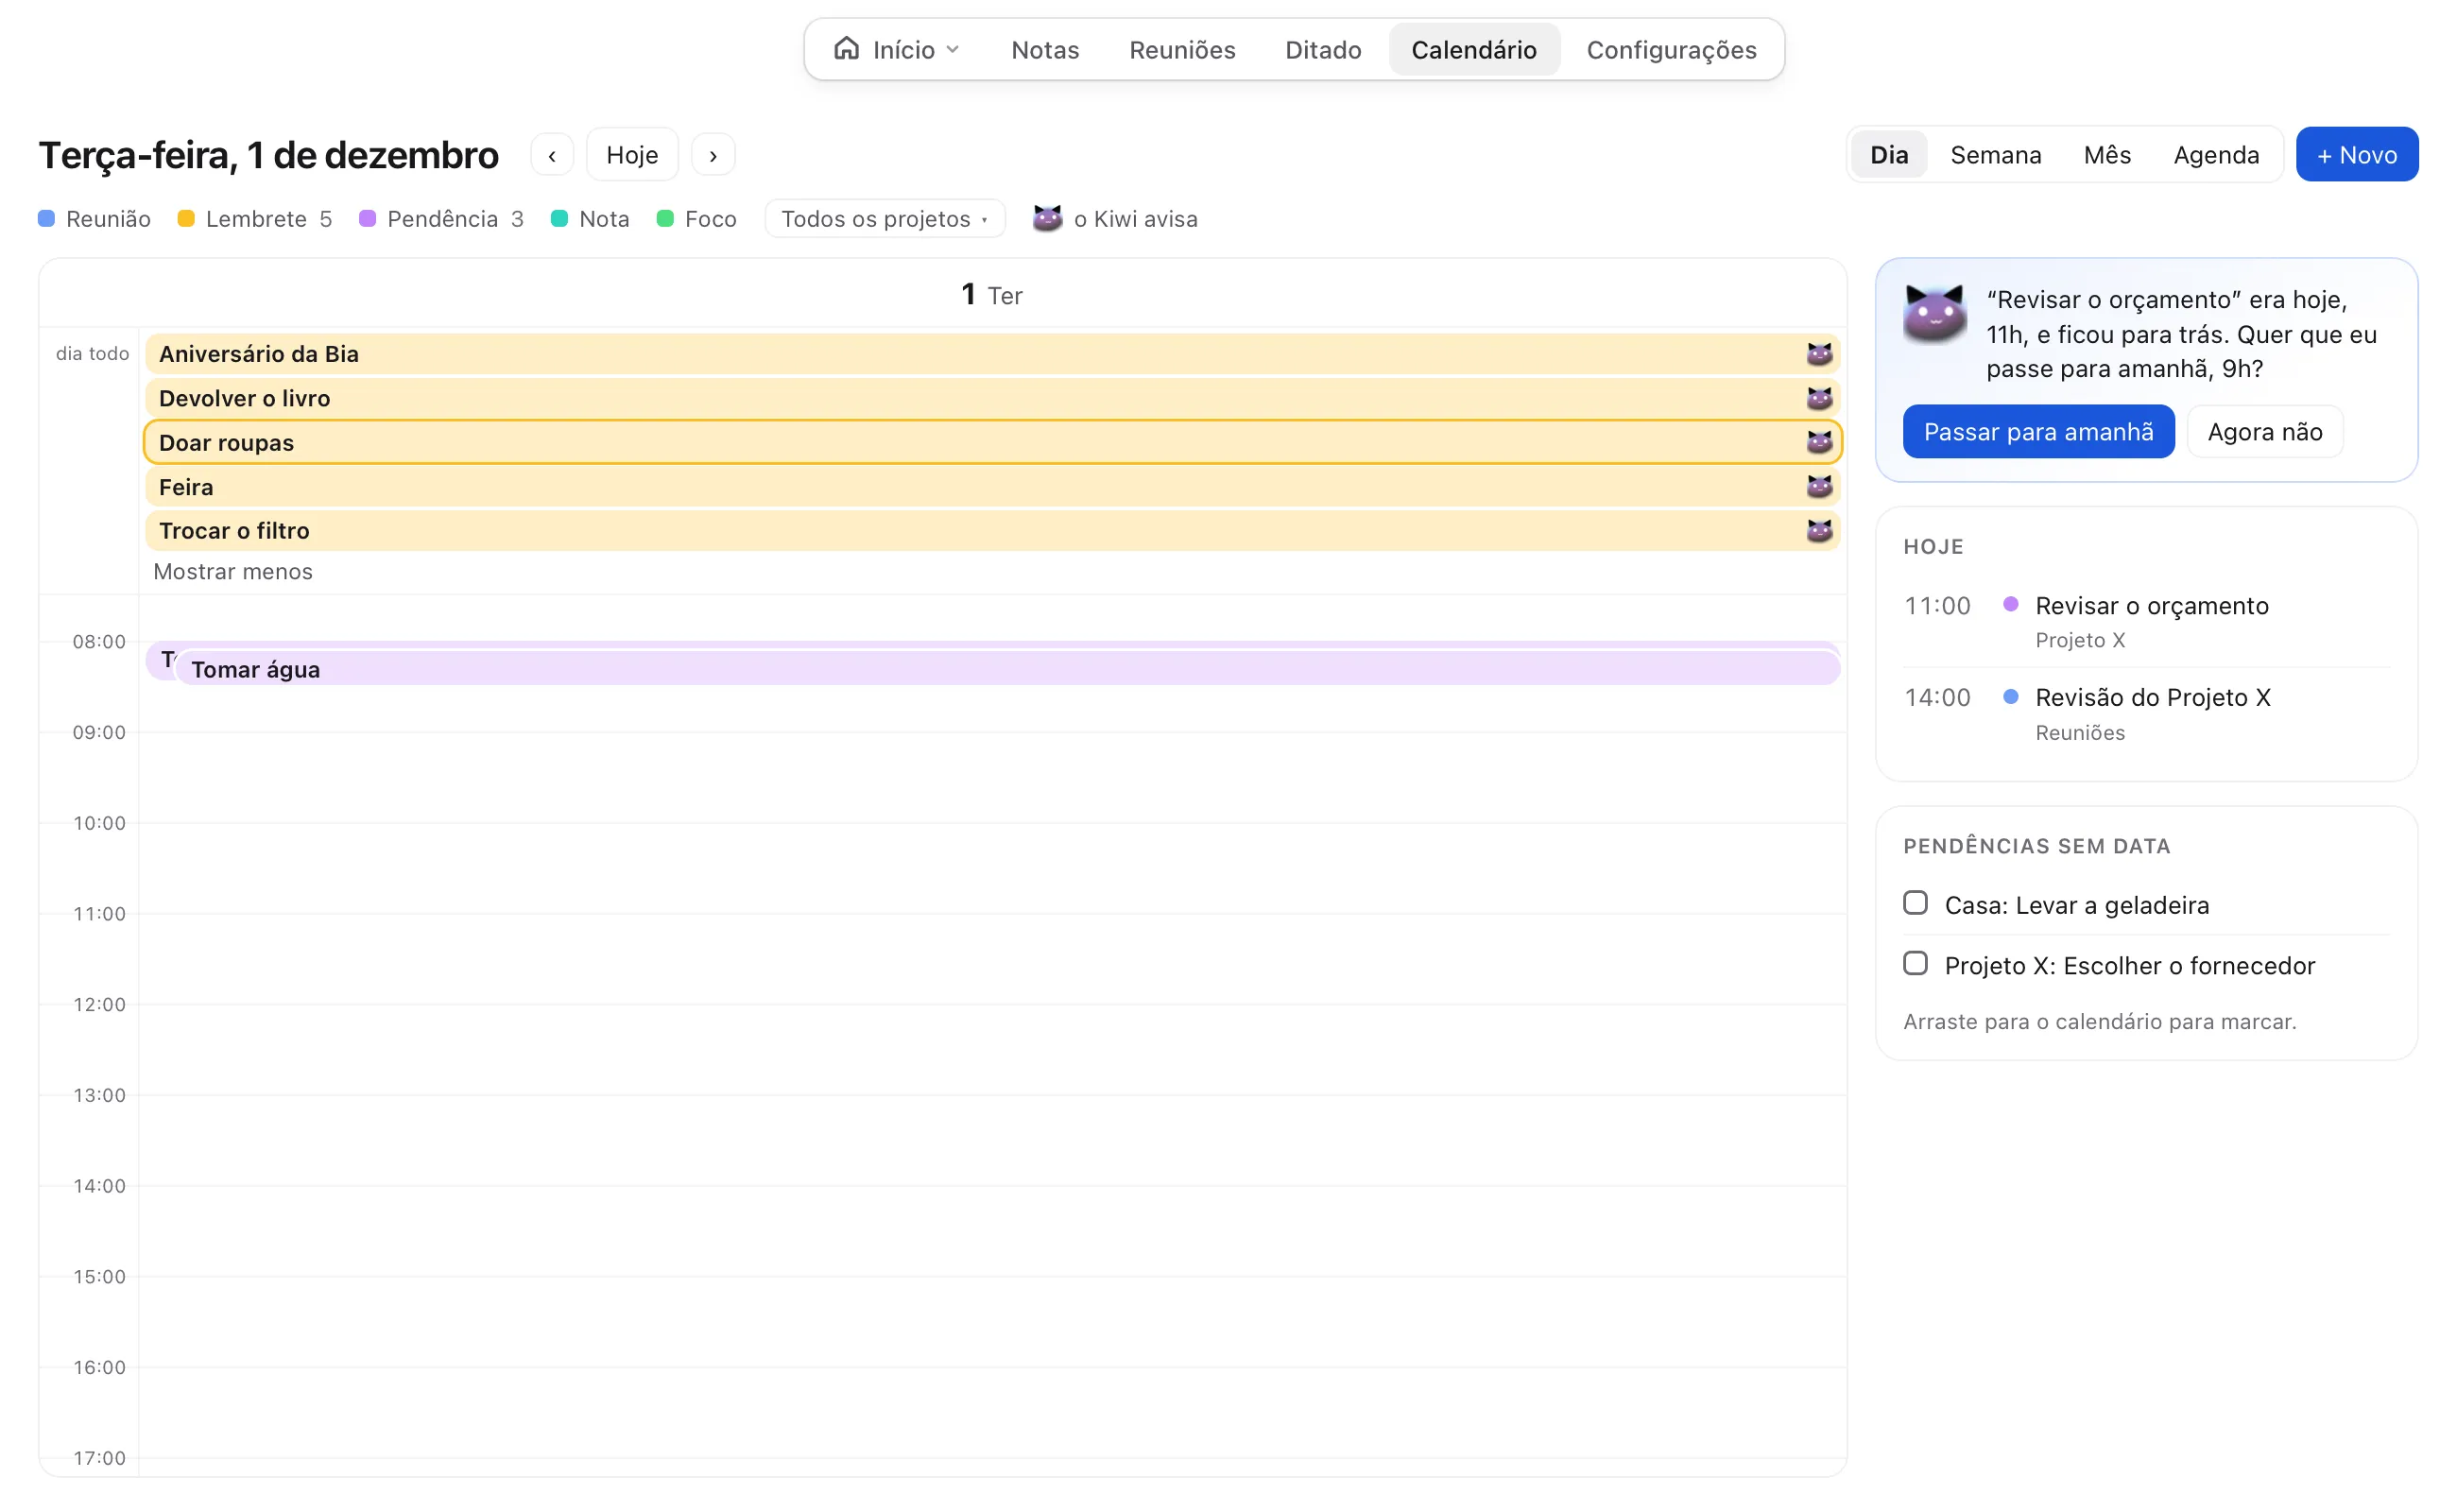 Início
Notas
Reuniões
Ditado
Calendário
Configurações
Terça-feira, 1 de dezembro
‹
Hoje
›
Dia
Semana
Mês
Agenda
+ Novo
Reunião
Lembrete 5
Pendência 3
Nota
Foco
Todos os projetos
o Kiwi avisa
1 Ter
dia todo
Aniversário da Bia
Devolver o livro
Doar roupas
Feira
Trocar o filtro
Mostrar menos
08:00
Tomar água
09:00
10:00
11:00
12:00
13:00
14:00
15:00
16:00
17:00
“Revisar o orçamento” era hoje,
11h, e ficou para trás. Quer que eu
passe para amanhã, 9h?
Passar para amanhã
Agora não
HOJE
11:00 Revisar o orçamento
Projeto X
14:00 Revisão do Projeto X
Reuniões
PENDÊNCIAS SEM DATA
Casa: Levar a geladeira
Projeto X: Escolher o fornecedor
Arraste para o calendário para marcar.